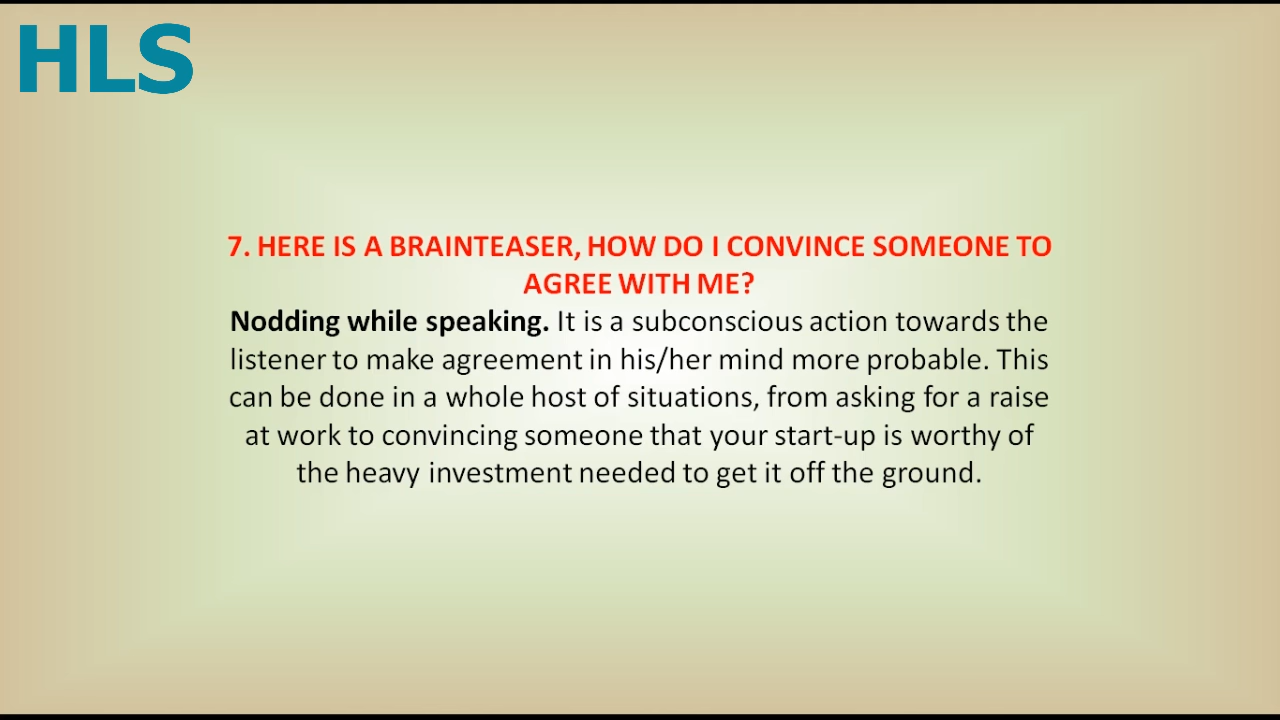 HLS
7. HERE IS A BRAINTEASER, HOW DO I CONVINCE SOMEONE TO
AGREE WITH ME?
Nodding while speaking. It is a subconscious action towards the
listener to make agreement in his/her mind more probable. This
can be done in a whole host of situations, from asking for a raise
at work to convincing someone that your start-up is worthy of
the heavy investment needed to get it off the ground.